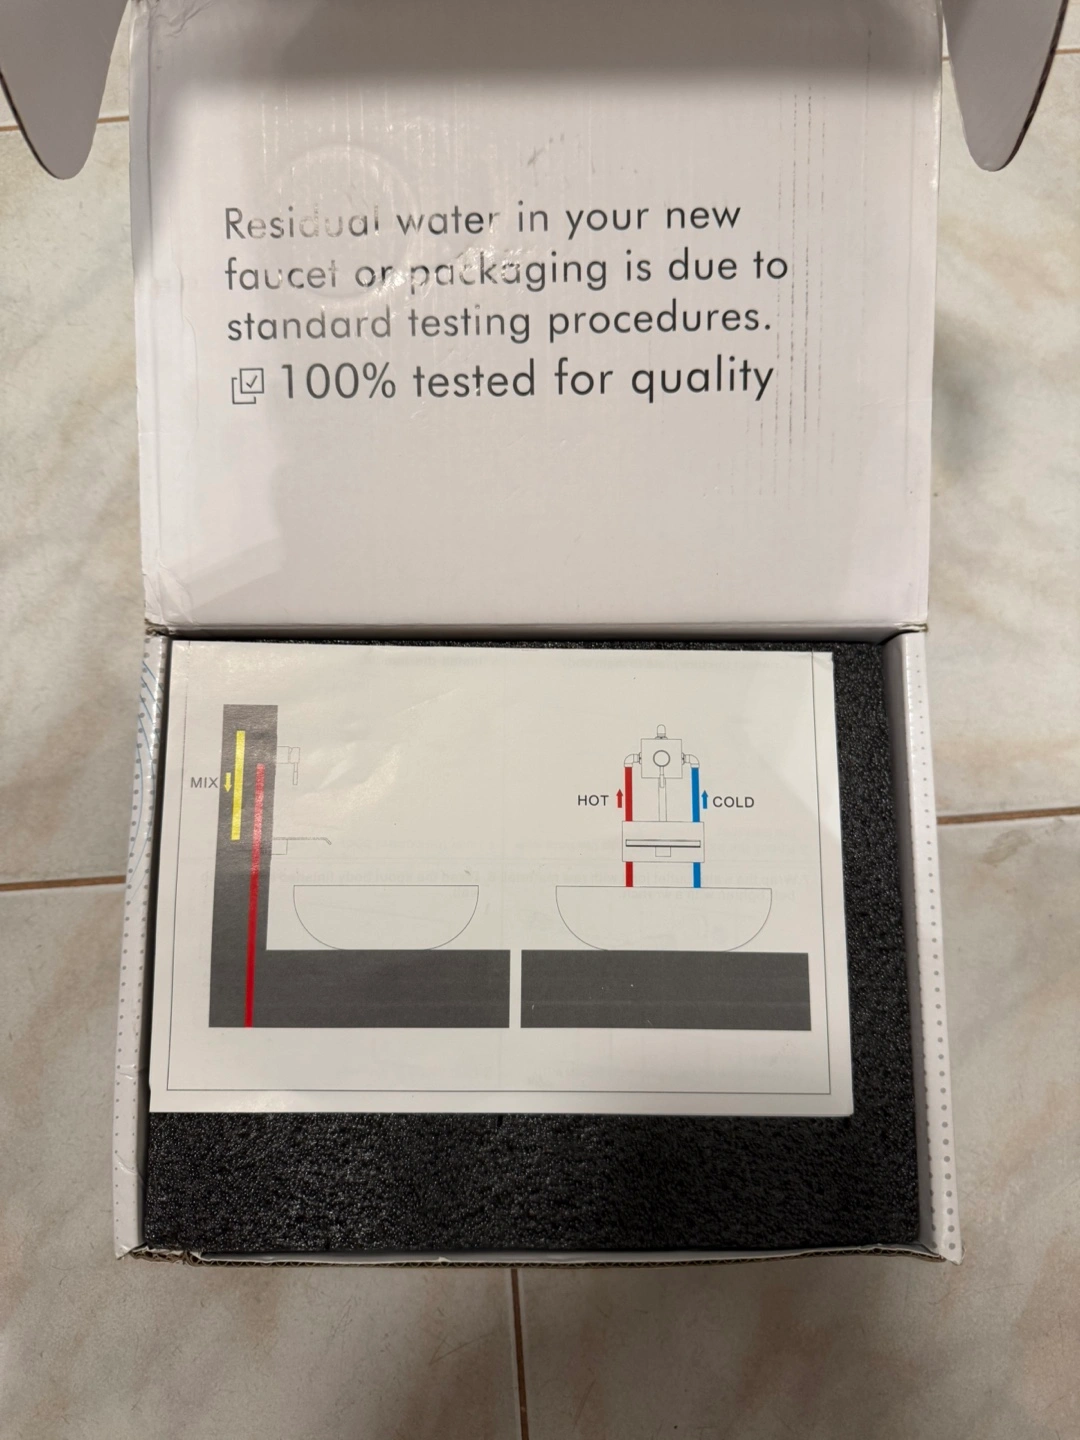 Residual water in your new
faucet or packaging is due to
standard testing procedures.
100% tested for quality
MIX
HOT
COLD